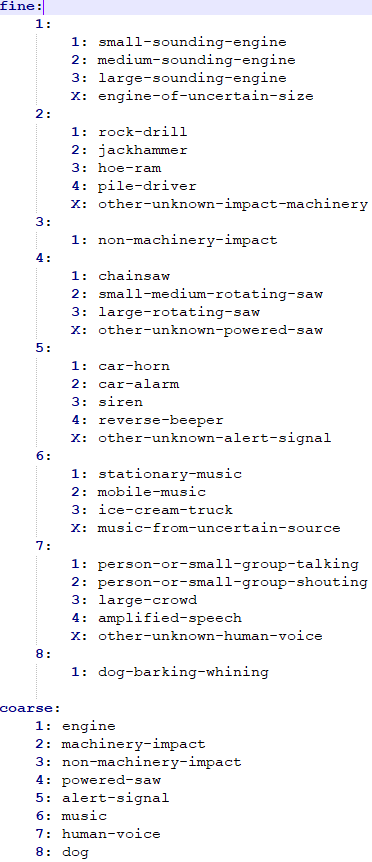 fine:
1:
1: small-sounding-engine
2: medium-sounding-engine
3: large-sounding-engine
X: engine-of-uncertain-size
2:
1: rock-drill
2: jackhammer
3: hoe-ram
4: pile-driver
X: other-unknown-impact-machinery
3:
1: non-machinery-impact
4:
1: chainsaw
2: small-medium-rotating-saw
3: large-rotating-saw
X: other-unknown-powered-saw
5:
1: car-horn
2: car-alarm
3: siren
4: reverse-beeper
X: other-unknown-alert-signal
6:
1: stationary-music
2: mobile-music
3: ice-cream-truck
X: music-from-uncertain-source
7:
1: person-or-small-group-talking
2: person-or-small-group-shouting
3: large-crowd
4: amplified-speech
X: other-unknown-human-voice
8:
1: dog-barking-whining
coarse:
1: engine
2: machinery-impact
3: non-machinery-impact
4: powered-saw
5: alert-signal
6: music
7: human-voice
8: dog